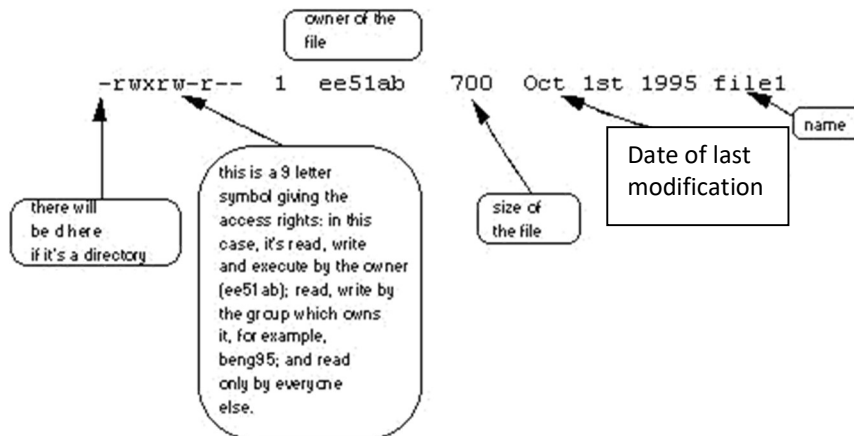 owner of the
file
-rwxrw-r-- 1 ee51ab 700 Oct 1st 1995 file1
name
Date of last
modification
this is a 9 letter
symbol giving the
access rights: in this
case, it's read, write
and execute by the owner
(ee51ab); read, write by
the group which owns
it, for example,
beng95; and read
only by everyone
else.
there will
be d here
if it's a directory
size of
the file